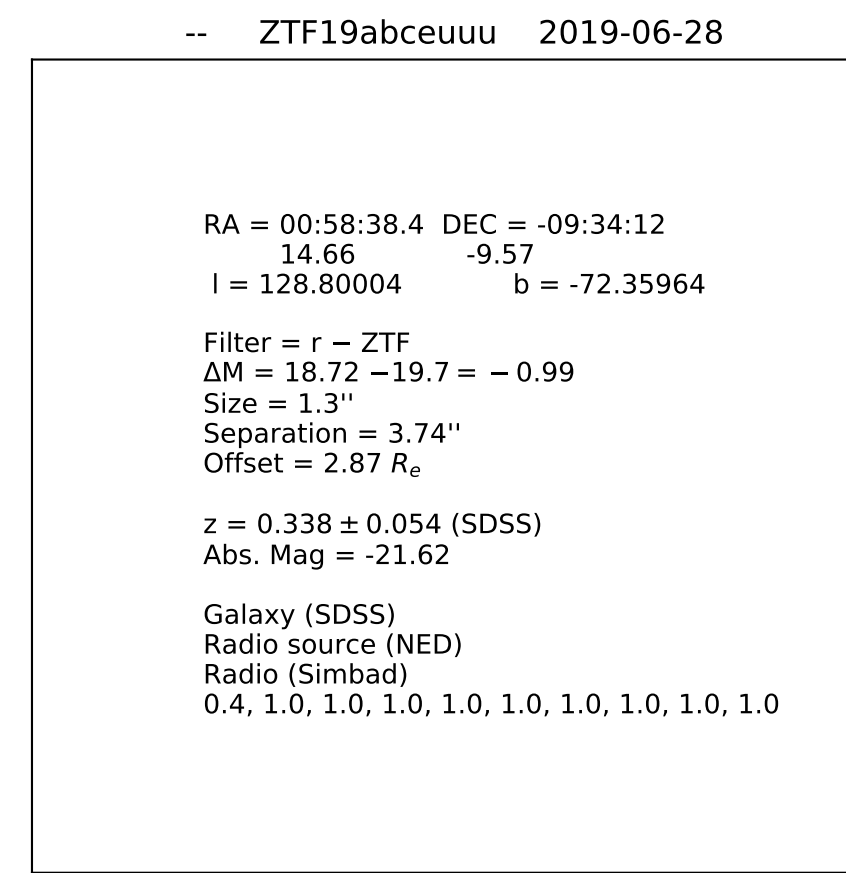 -- ZTF19abceuuu 2019-06-28
RA = 00:58:38.4 DEC = -09:34:12
14.66 -9.57
l = 128.80004 b = -72.35964
Filter = r − ZTF
ΔM = 18.72 −19.7 = − 0.99
Size = 1.3''
Separation = 3.74''
Offset = 2.87 Re
z = 0.338 ± 0.054 (SDSS)
Abs. Mag = -21.62
Galaxy (SDSS)
Radio source (NED)
Radio (Simbad)
0.4, 1.0, 1.0, 1.0, 1.0, 1.0, 1.0, 1.0, 1.0, 1.0